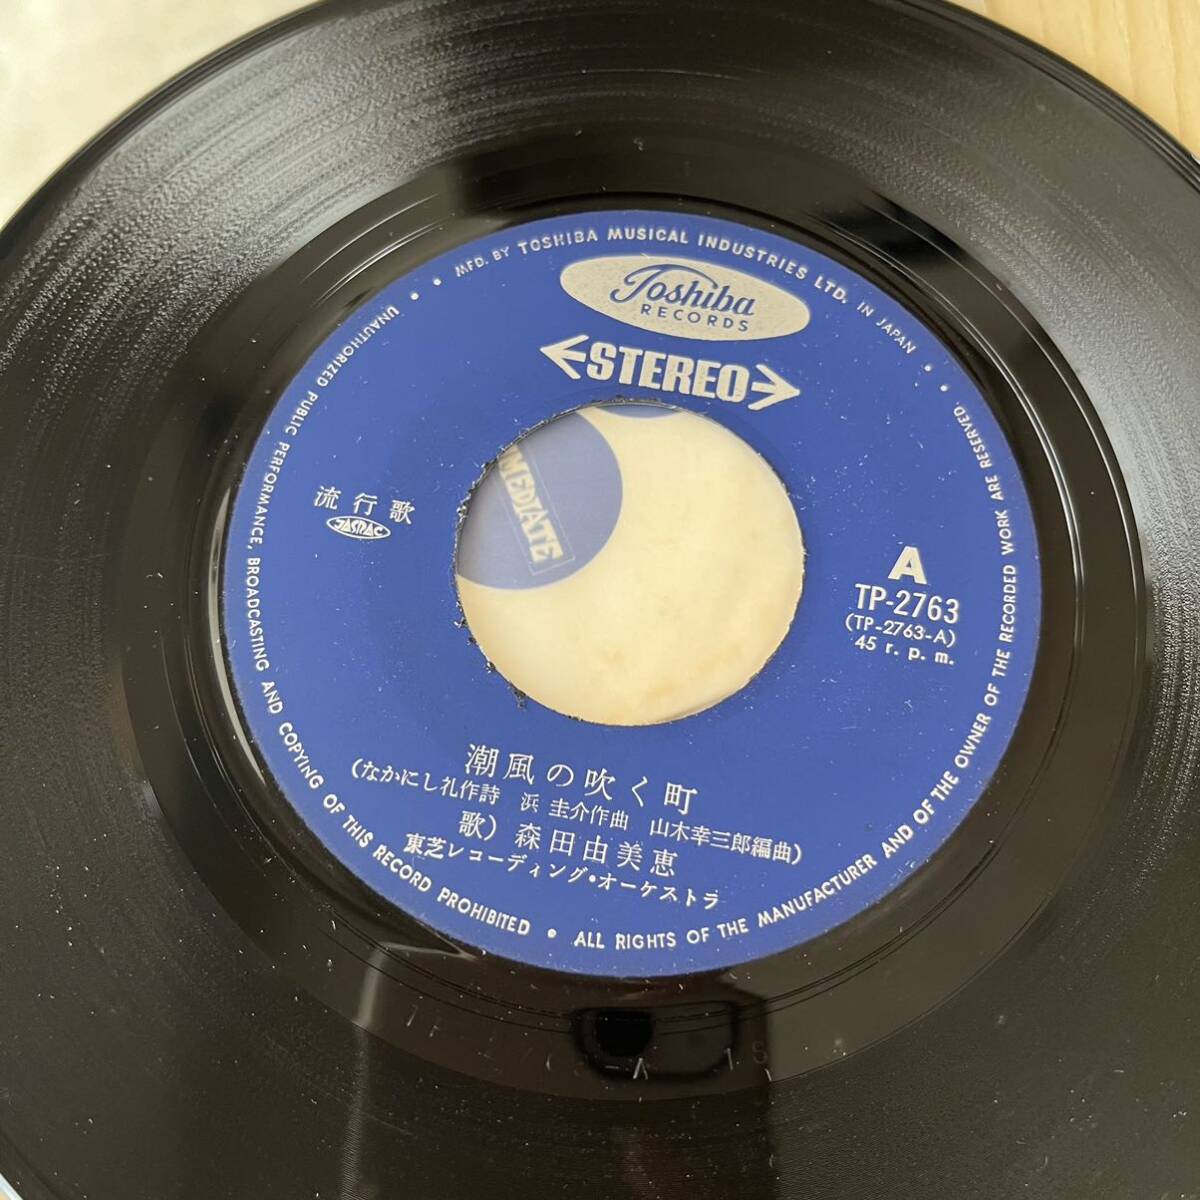 MFD. BY TOSHIBA MUSICAL INDUSTRIES LTD. IN JAPAN
Toshiba
RECORDS
STEREO
MEDIATE
流行歌
JASRAC
A
TP-2763
(TP-2763-A)
45 r.p.m.
潮風の吹く町
(なかにし礼作詩 浜 圭介作曲 山木幸三郎編曲)
歌) 森田由美恵
東芝レコーディング・オーケストラ
UNAUTHORIZED PUBLIC PERFORMANCE, BROADCASTING AND COPYING OF THIS RECORD PROHIBITED • ALL RIGHTS OF THE MANUFACTURER AND OF THE OWNER OF THE RECORDED WORK ARE RESERVED.